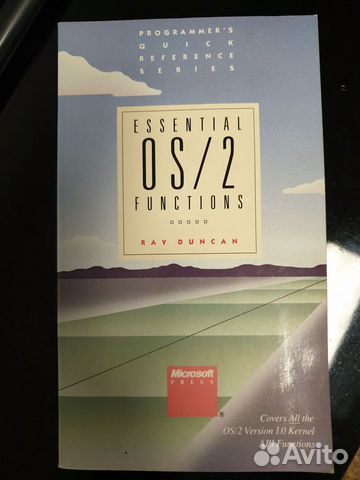 PROGRAMMER'S
QUICK
REFERENCE
SERIES
ESSENTIAL
OS/2
FUNCTIONS
RAY DUNCAN
Microsoft
PRESS
®
Covers All the
OS/2 Version 1.0 Kernel
API Functions
Avito